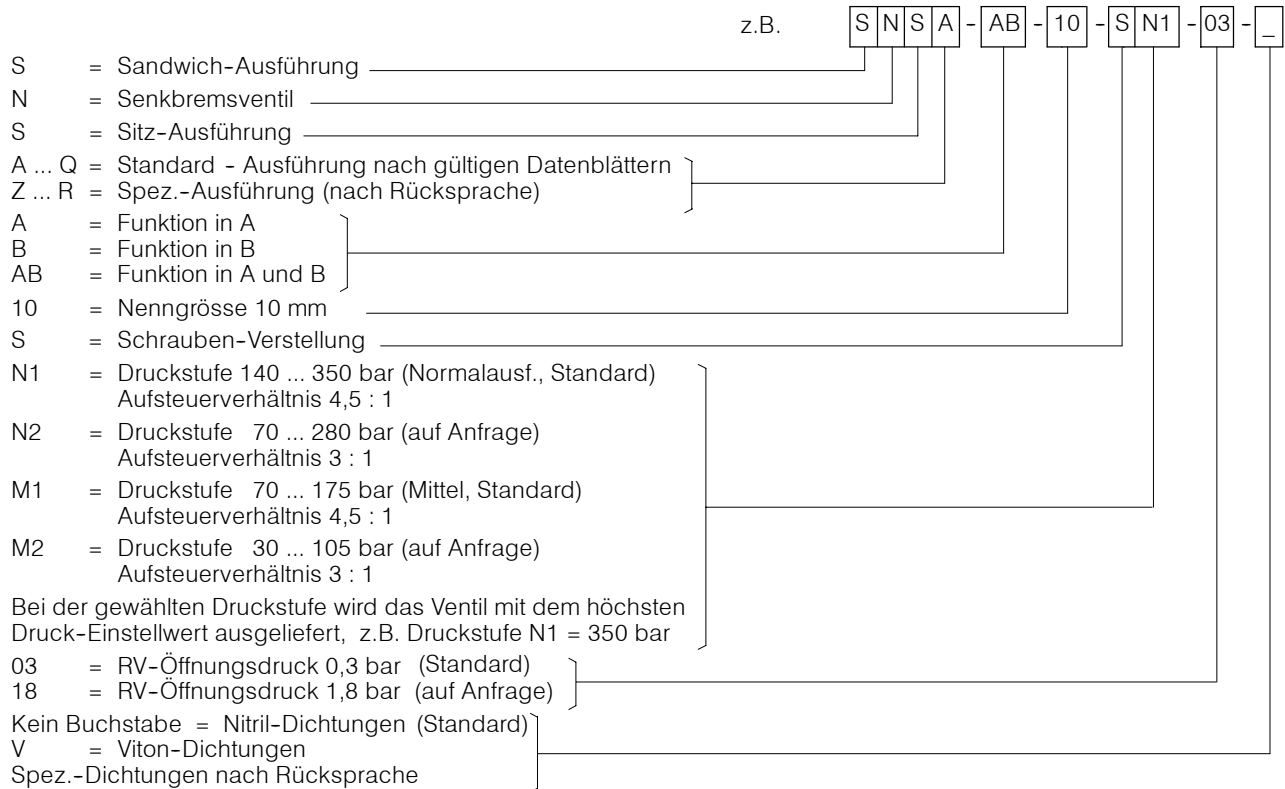 z.B. S N S A - AB - 10 - S N1 - 03 - _
S = Sandwich-Ausführung
N = Senkbremsventil
S = Sitz-Ausführung
A ... Q = Standard - Ausführung nach gültigen Datenblättern
Z ... R = Spez.-Ausführung (nach Rücksprache)
A = Funktion in A
B = Funktion in B
AB = Funktion in A und B
10 = Nenngrösse 10 mm
S = Schrauben-Verstellung
N1 = Druckstufe 140 ... 350 bar (Normalausf., Standard)
Aufsteuerverhältnis 4,5 : 1
N2 = Druckstufe 70 ... 280 bar (auf Anfrage)
Aufsteuerverhältnis 3 : 1
M1 = Druckstufe 70 ... 175 bar (Mittel, Standard)
Aufsteuerverhältnis 4,5 : 1
M2 = Druckstufe 30 ... 105 bar (auf Anfrage)
Aufsteuerverhältnis 3 : 1
Bei der gewählten Druckstufe wird das Ventil mit dem höchsten
Druck-Einstellwert ausgeliefert, z.B. Druckstufe N1 = 350 bar
03 = RV-Öffnungsdruck 0,3 bar (Standard)
18 = RV-Öffnungsdruck 1,8 bar (auf Anfrage)
Kein Buchstabe = Nitril-Dichtungen (Standard)
V = Viton-Dichtungen
Spez.-Dichtungen nach Rücksprache